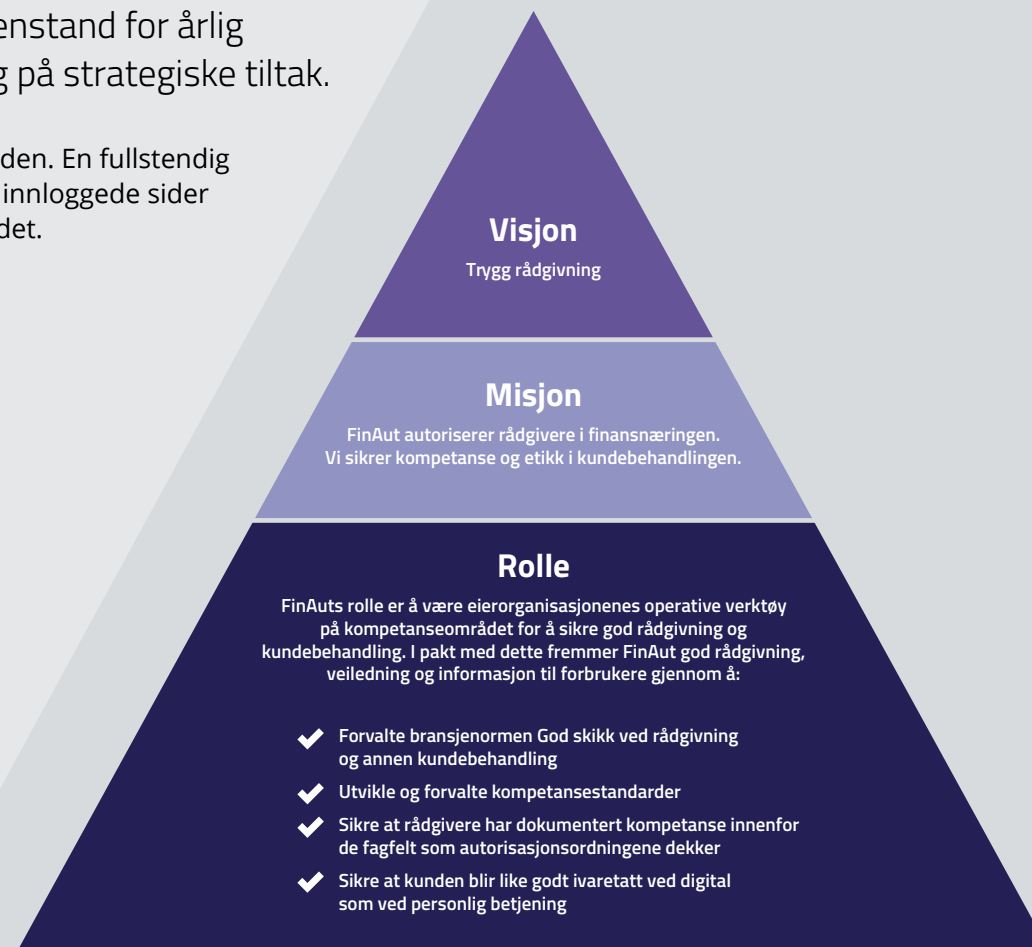 enstand for årlig
g på strategiske tiltak.
den. En fullstendig
innloggede sider
det.
Visjon
Trygg rådgivning
Misjon
FinAut autoriserer rådgivere i finansnæringen.
Vi sikrer kompetanse og etikk i kundebehandlingen.
Rolle
FinAuts rolle er å være eierorganisasjonenes operative verktøy
på kompetanseområdet for å sikre god rådgivning og
kundebehandling. I pakt med dette fremmer FinAut god rådgivning,
veiledning og informasjon til forbrukere gjennom å:
Forvalte bransjenormen God skikk ved rådgivning
og annen kundebehandling
Utvikle og forvalte kompetansestandarder
Sikre at rådgivere har dokumentert kompetanse innenfor
de fagfelt som autorisasjonsordningene dekker
Sikre at kunden blir like godt ivaretatt ved digital
som ved personlig betjening